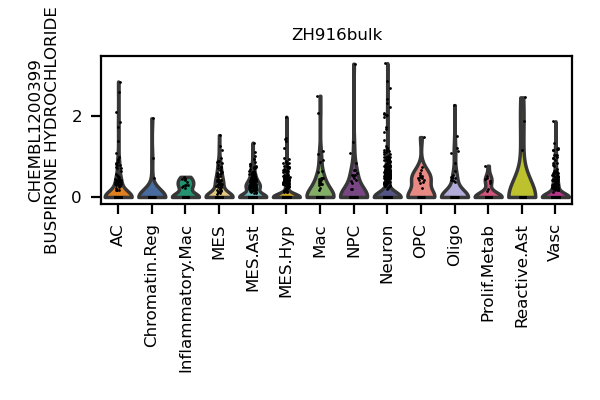 ZH916bulk
CHEMBL1200399
BUSPIRONE HYDROCHLORIDE
2
0
AC
Chromatin.Reg
Inflammatory.Mac
MES
MES.Ast
MES.Hyp
Mac
NPC
Neuron
OPC
Oligo
Prolif.Metab
Reactive.Ast
Vasc